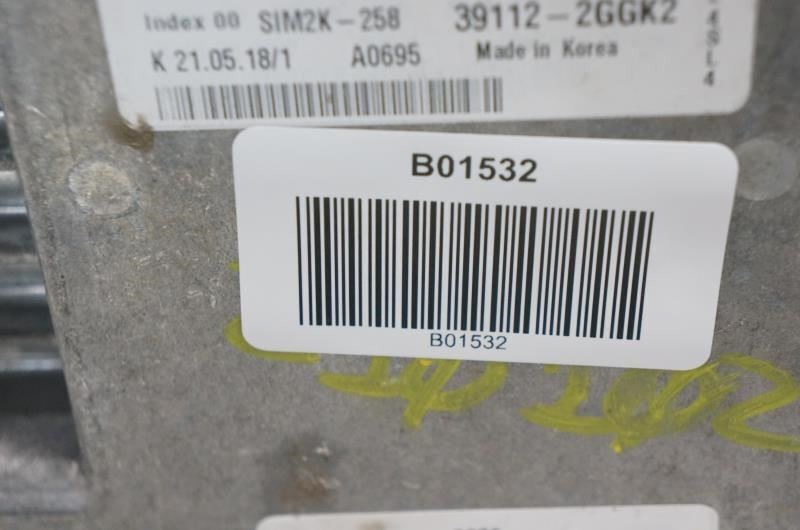 Index 00 SIM2K-258 39112-2GGK2
K 21.05.18/1 A0695 Made in Korea
B01532
B01532